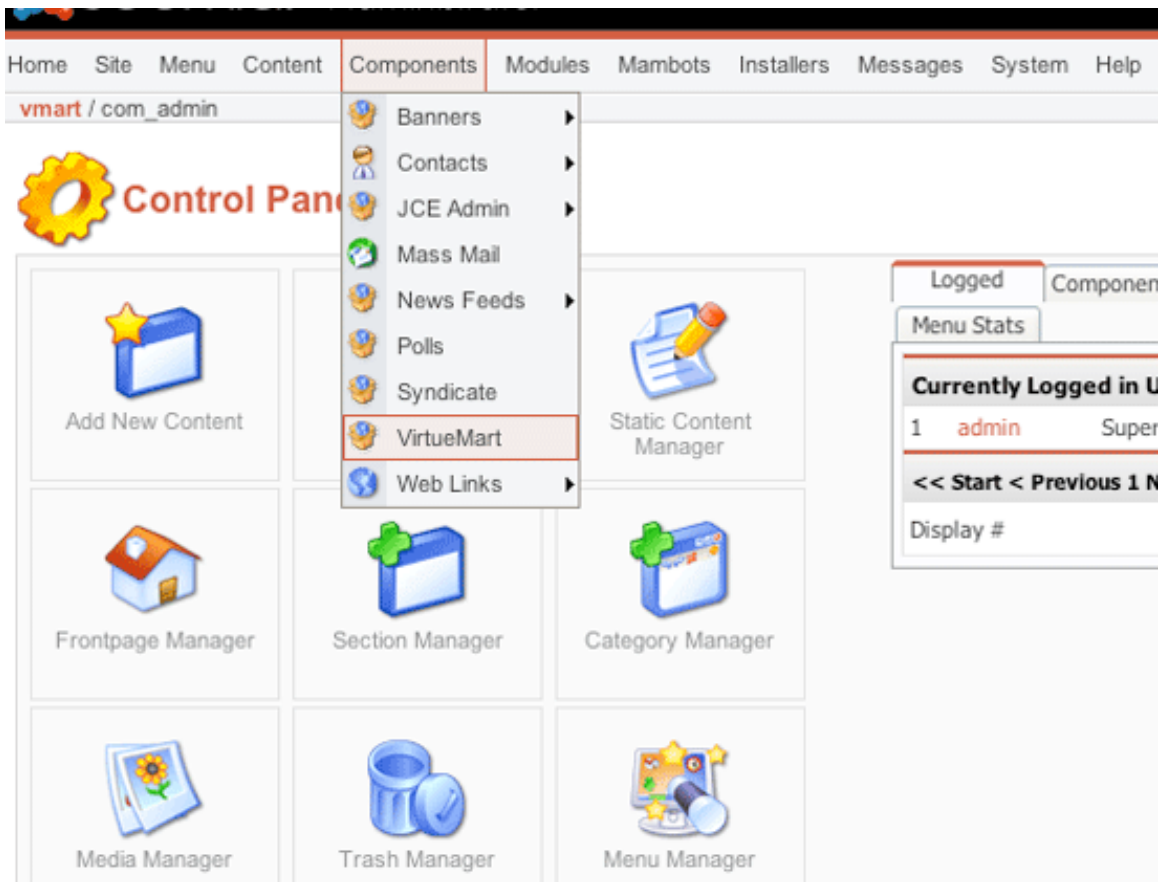 Home Site Menu Content Components Modules Mambots Installers Messages System Help
vmart / com_admin
Banners
Contacts
JCE Admin
Mass Mail
News Feeds
Polls
Syndicate
VirtueMart
Web Links
Control
Logged
Menu Stats
Currently Logged in
1 admin Super
<< Start < Previous 1
Display #
Add New Content
Static Content
Manager
Frontpage Manager
Section Manager
Category Manager
Media Manager
Trash Manager
Menu Manager